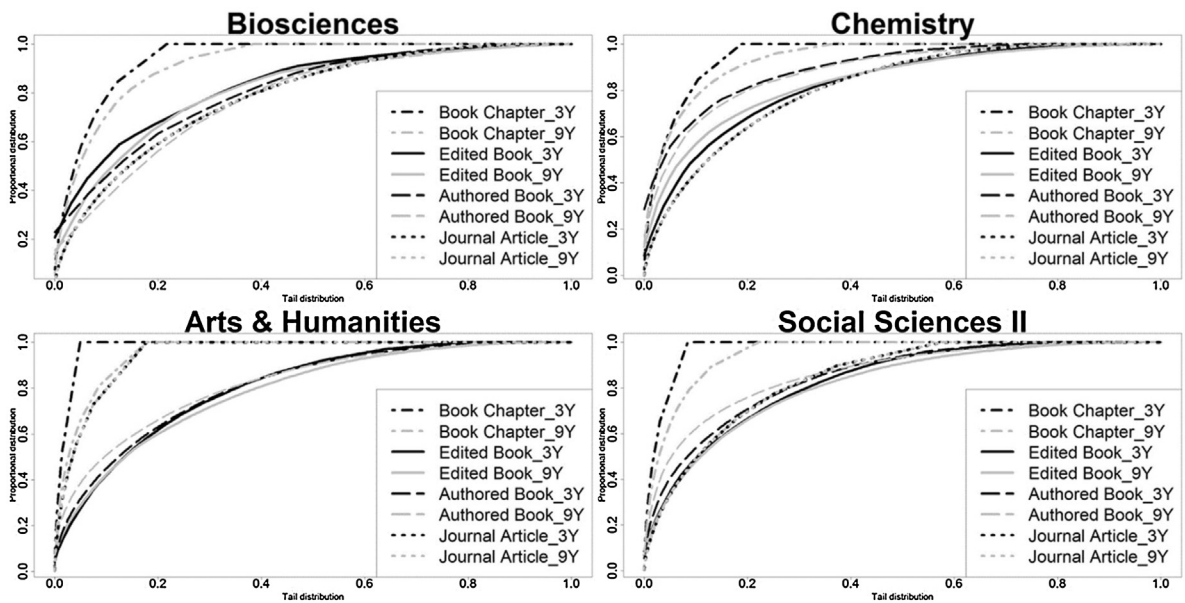 Biosciences
Proportional distribution
1.0
0.8
0.6
0.4
0.2
Book Chapter_3Y
Book Chapter_9Y
Edited Book_3Y
Edited Book_9Y
Authored Book_3Y
Authored Book_9Y
Journal Article_3Y
Journal Article_9Y
0.0 0.2 0.4 0.6 0.8 1.0
Tail distribution
Chemistry
Proportional distribution
1.0
0.8
0.6
0.4
0.2
0.0
Book Chapter_3Y
Book Chapter_9Y
Edited Book_3Y
Edited Book_9Y
Authored Book_3Y
Authored Book_9Y
Journal Article_3Y
Journal Article_9Y
0.0 0.2 0.4 0.6 0.8 1.0
Tail distribution
Arts & Humanities
Proportional distribution
1.0
0.8
0.6
0.4
0.2
0.0
Book Chapter_3Y
Book Chapter_9Y
Edited Book_3Y
Edited Book_9Y
Authored Book_3Y
Authored Book_9Y
Journal Article_3Y
Journal Article_9Y
0.0 0.2 0.4 0.6 0.8 1.0
Tail distribution
Social Sciences II
Proportional distribution
1.0
0.8
0.6
0.4
0.2
0.0
Book Chapter_3Y
Book Chapter_9Y
Edited Book_3Y
Edited Book_9Y
Authored Book_3Y
Authored Book_9Y
Journal Article_3Y
Journal Article_9Y
0.0 0.2 0.4 0.6 0.8 1.0
Tail distribution